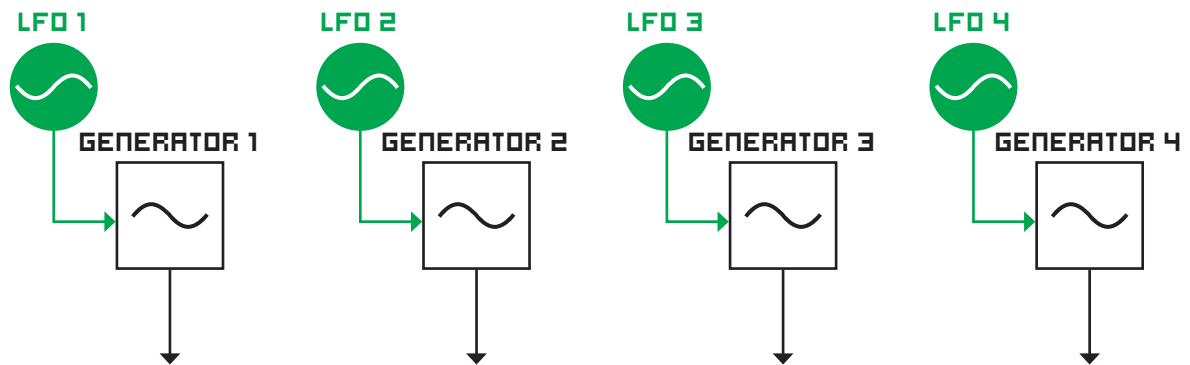 LFO 1
LFO 2
LFO 3
LFO 4
GENERATOR 1
GENERATOR 2
GENERATOR 3
GENERATOR 4